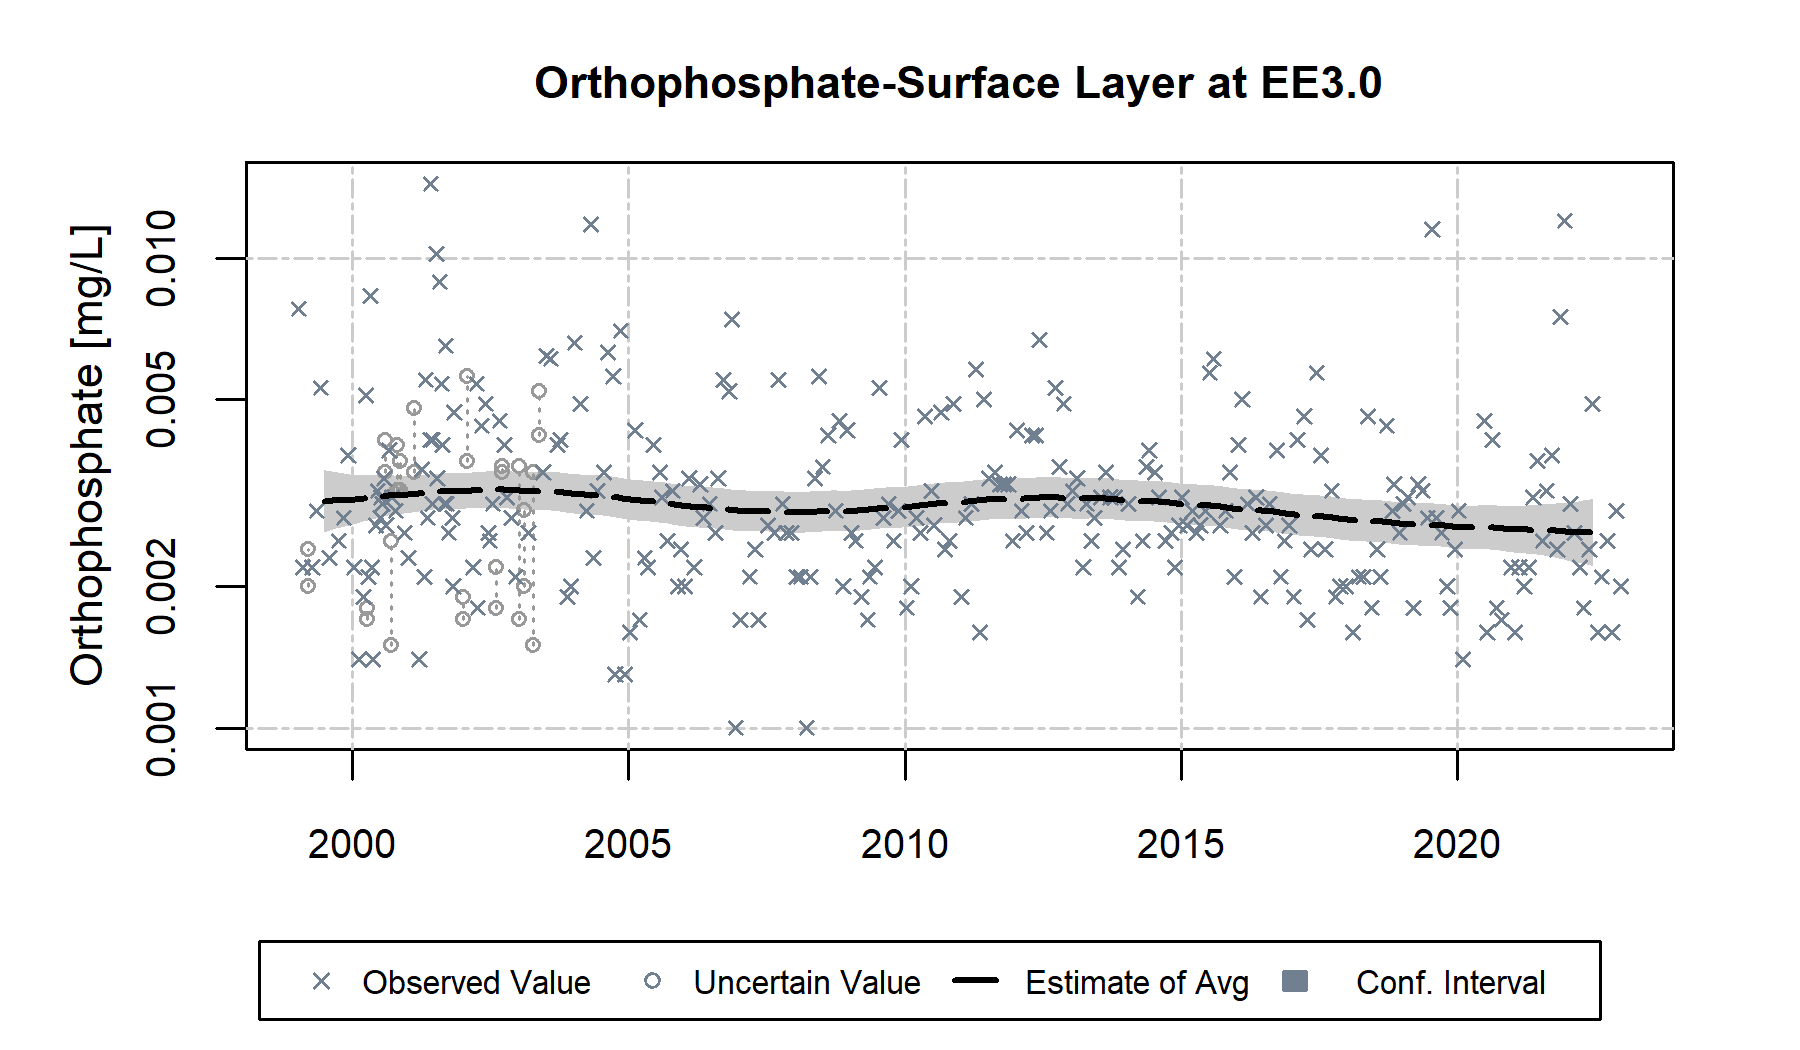 Orthophosphate-Surface Layer at EE3.0
Orthophosphate [mg/L]
0.010
0.005
0.002
0.001
2000 2005 2010 2015 2020
Observed Value Uncertain Value Estimate of Avg Conf. Interval